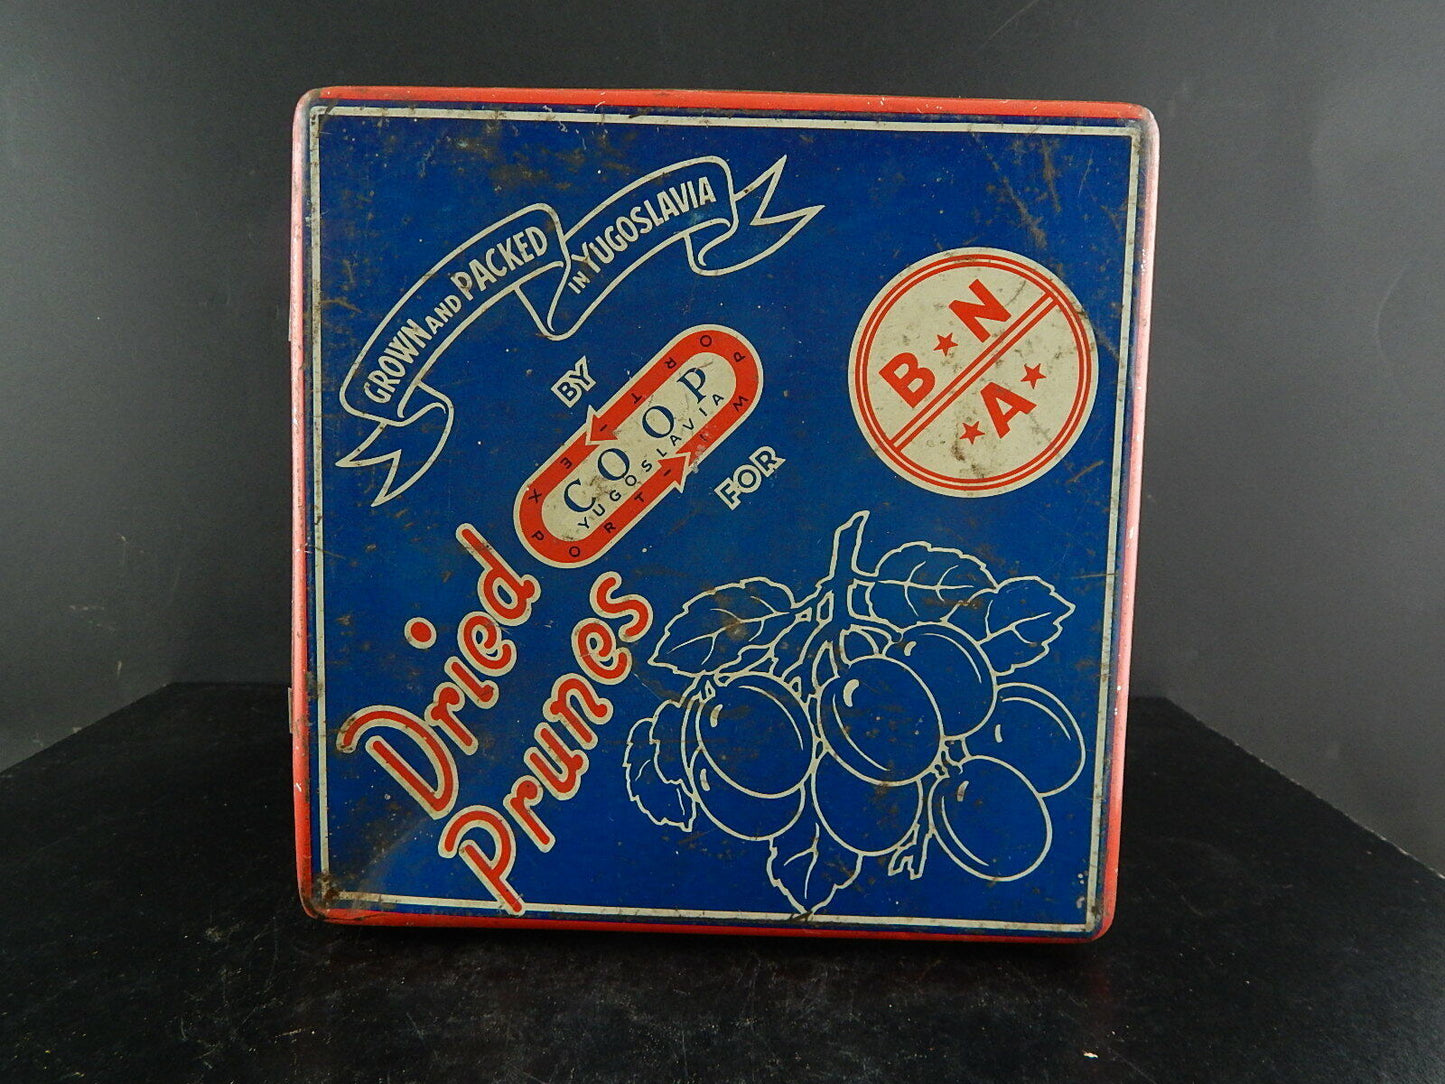 GROWN AND PACKED
IN YUGOSLAVIA
BY
EXPORT-IMPORT
COOP
YUGOSLAVIA
FOR
B★N
★A★
Dried
Prunes